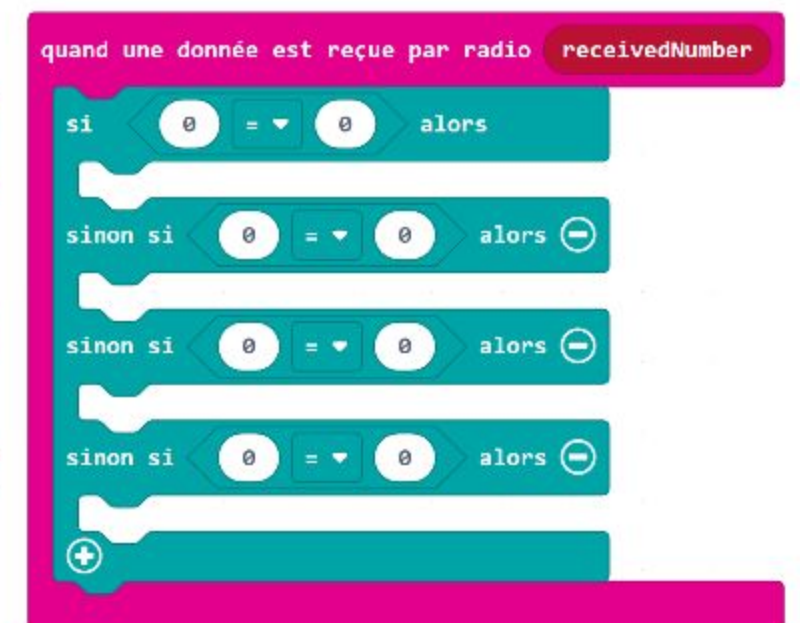 quand une donnée est reçue par radio receivedNumber
si 0 = 0 alors
sinon si 0 = 0 alors
sinon si 0 = 0 alors
sinon si 0 = 0 alors